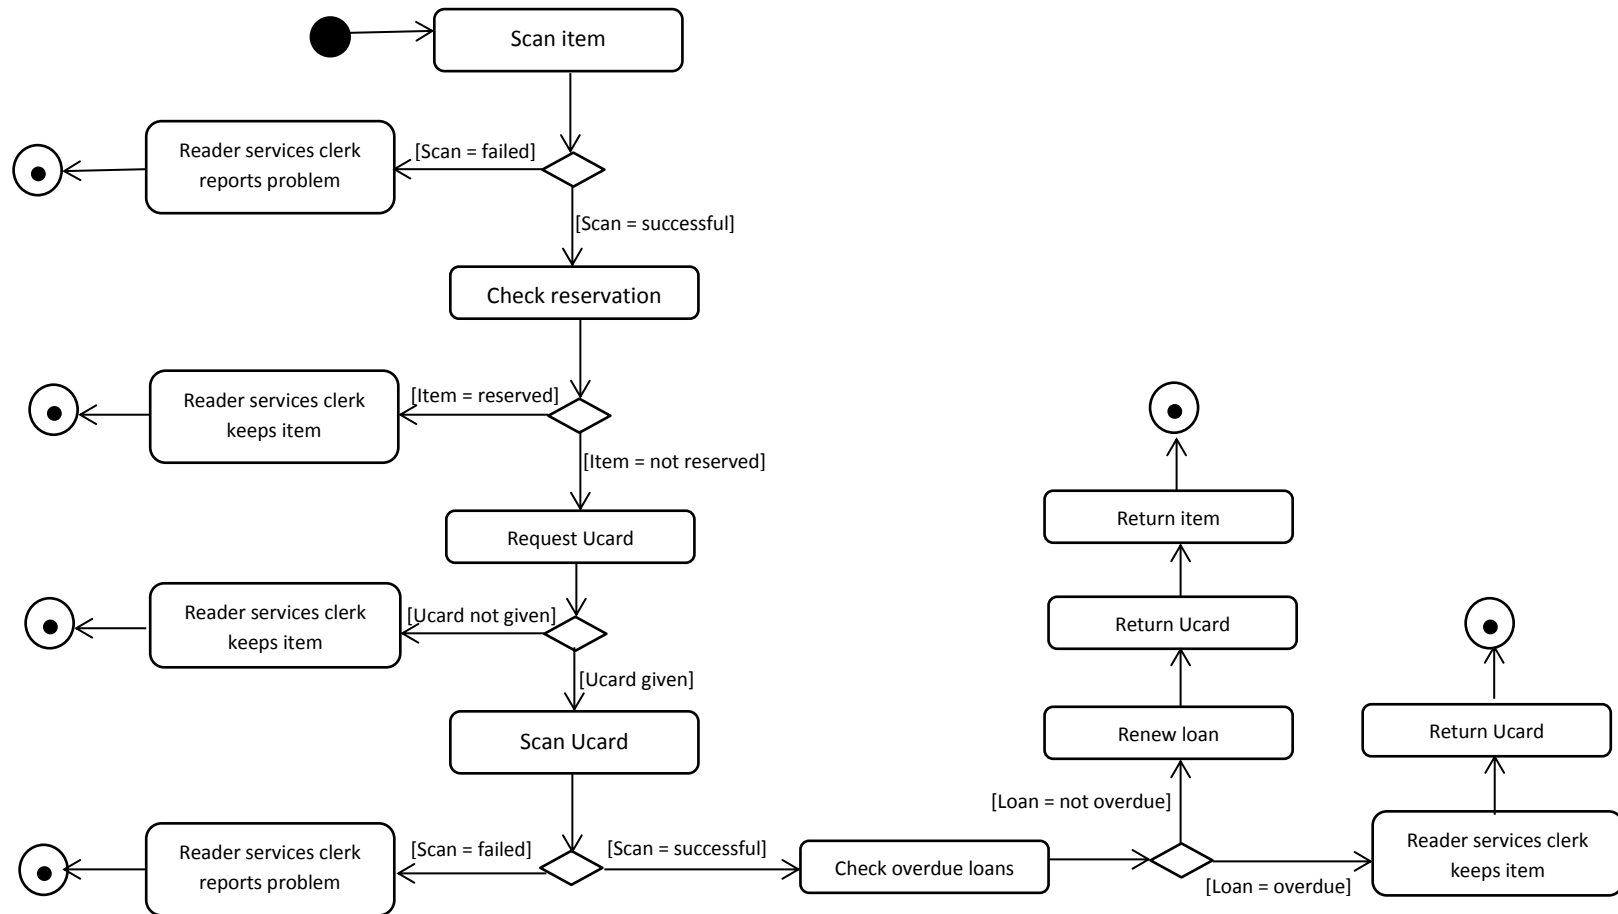 Scan item
Reader services clerk
reports problem
[Scan = failed]
[Scan = successful]
Check reservation
Reader services clerk
keeps item
[Item = reserved]
[Item = not reserved]
Request Ucard
Reader services clerk
keeps item
[Ucard not given]
[Ucard given]
Scan Ucard
Reader services clerk
reports problem
[Scan = failed]
[Scan = successful]
Check overdue loans
[Loan = not overdue]
Renew loan
Return Ucard
Return item
[Loan = overdue]
Reader services clerk
keeps item
Return Ucard